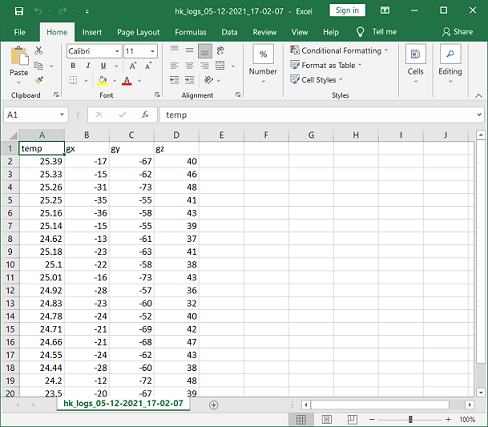 hk_logs_05-12-2021_17-02-07 - Excel Sign in
File Home Insert Page Layout Formulas Data Review View Help Tell me Share
Paste Calibri 11 Number Conditional Formatting Format as Table Cell Styles Cells Editing
Clipboard Font Alignment Styles
A1 temp
A B C D E F G H I J
1 temp gx gy gz
2 25.39 -17 -67 40
3 25.33 -15 -62 46
4 25.26 -31 -73 48
5 25.25 -35 -55 41
6 25.16 -36 -58 43
7 25.14 -15 -55 39
8 24.62 -13 -61 37
9 25.18 -23 -63 41
10 25.1 -22 -58 38
11 25.01 -16 -73 43
12 24.92 -28 -57 36
13 24.83 -23 -60 32
14 24.78 -24 -52 40
15 24.71 -21 -69 42
16 24.66 -21 -68 47
17 24.55 -24 -62 43
18 24.44 -28 -60 38
19 24.2 -12 -72 48
20 23.5 -20 -67 39
hk_logs_05-12-2021_17-02-07
100%